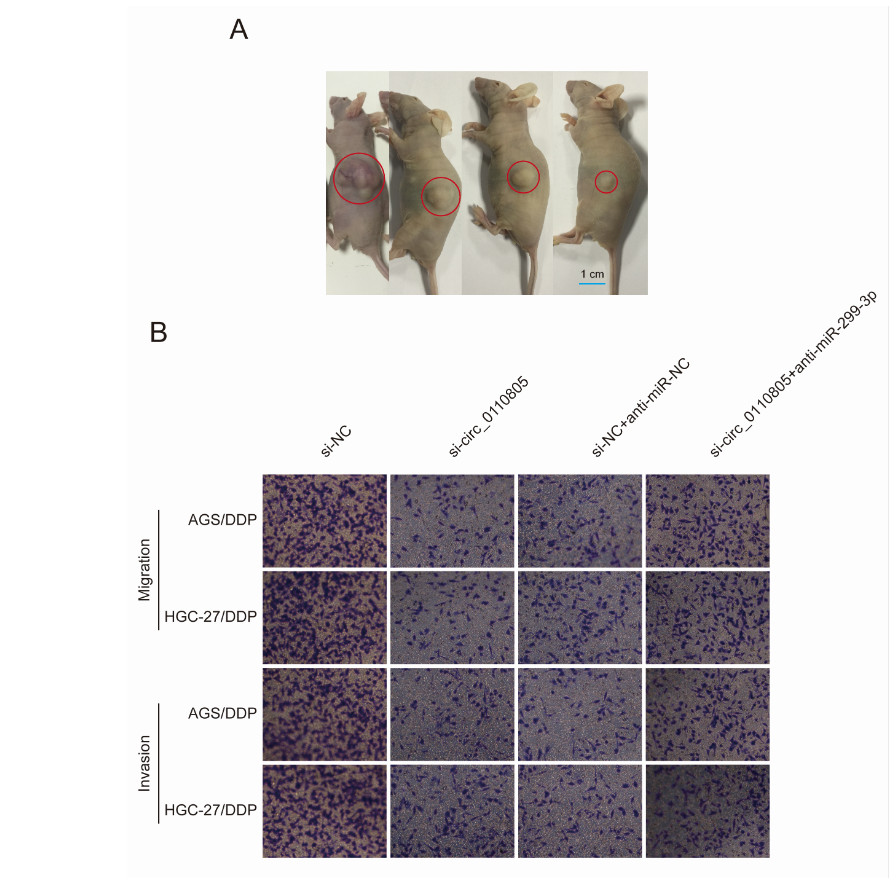 A
1 cm
B
si-NC
si-circ_0110805
si-NC+anti-miR-NC
si-circ_0110805+anti-miR-299-3p
Migration
AGS/DDP
HGC-27/DDP
Invasion
AGS/DDP
HGC-27/DDP